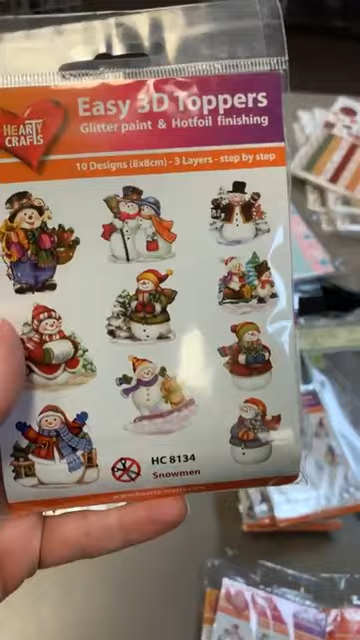 HEARTY
CRAFTS
Easy 3D Toppers
Glitter paint & Hotfoil finishing
10 Designs (8x8cm) - 3 Layers - step by step
HC 8134
Snowmen